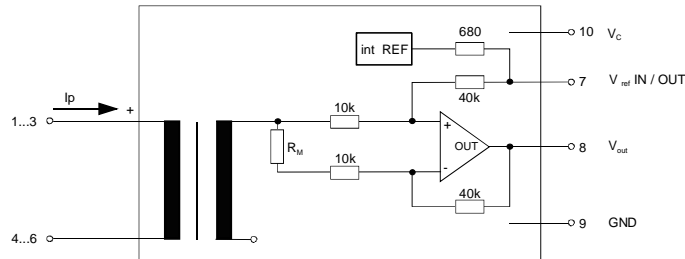 680
10 V_C
int REF
Ip
7 V_ref IN / OUT
+
10k
40k
1...3
+
OUT
8 V_out
R_M
10k
-
40k
9 GND
4...6